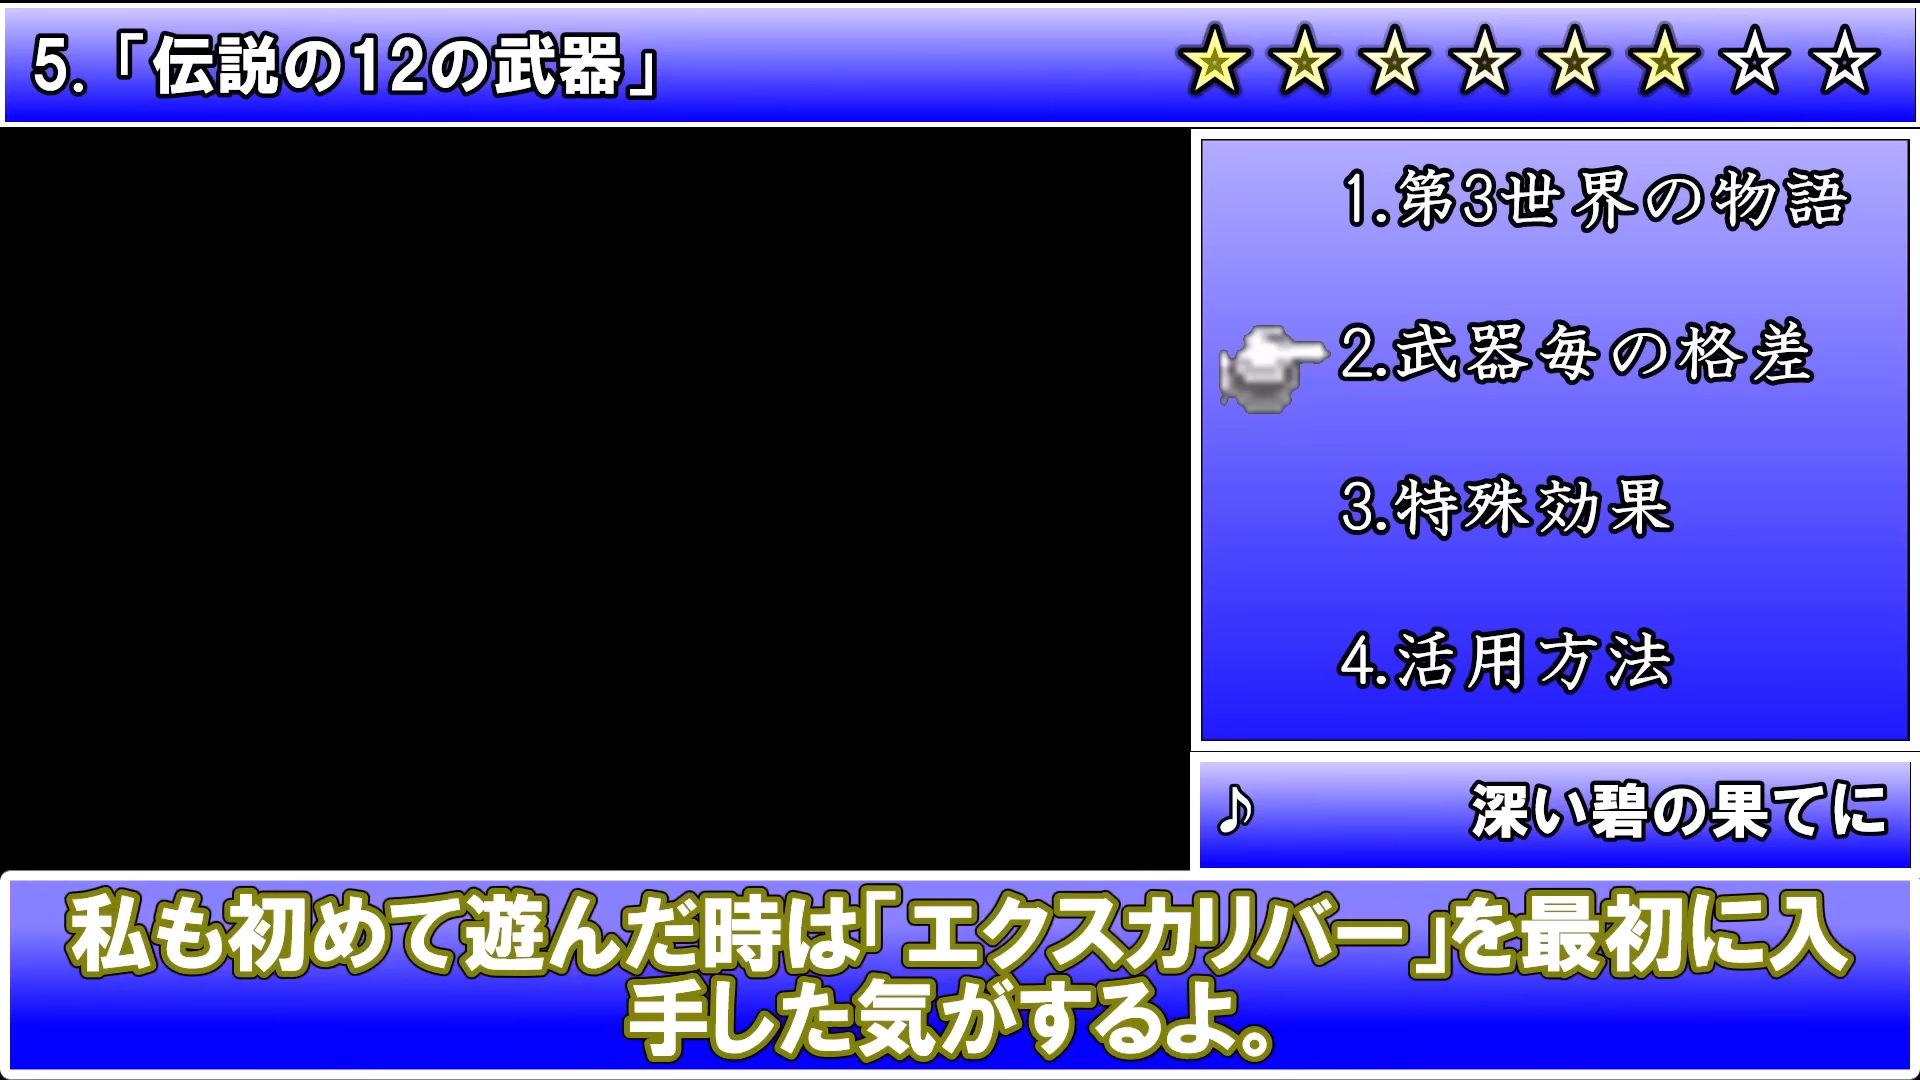 5.「伝説の12の武器」
★★★★★★☆☆
1.第3世界の物語
2.武器毎の格差
3.特殊効果
4.活用方法
♪ 深い碧の果てに
私も初めて遊んだ時は「エクスカリバー」を最初に入
手した気がするよ。